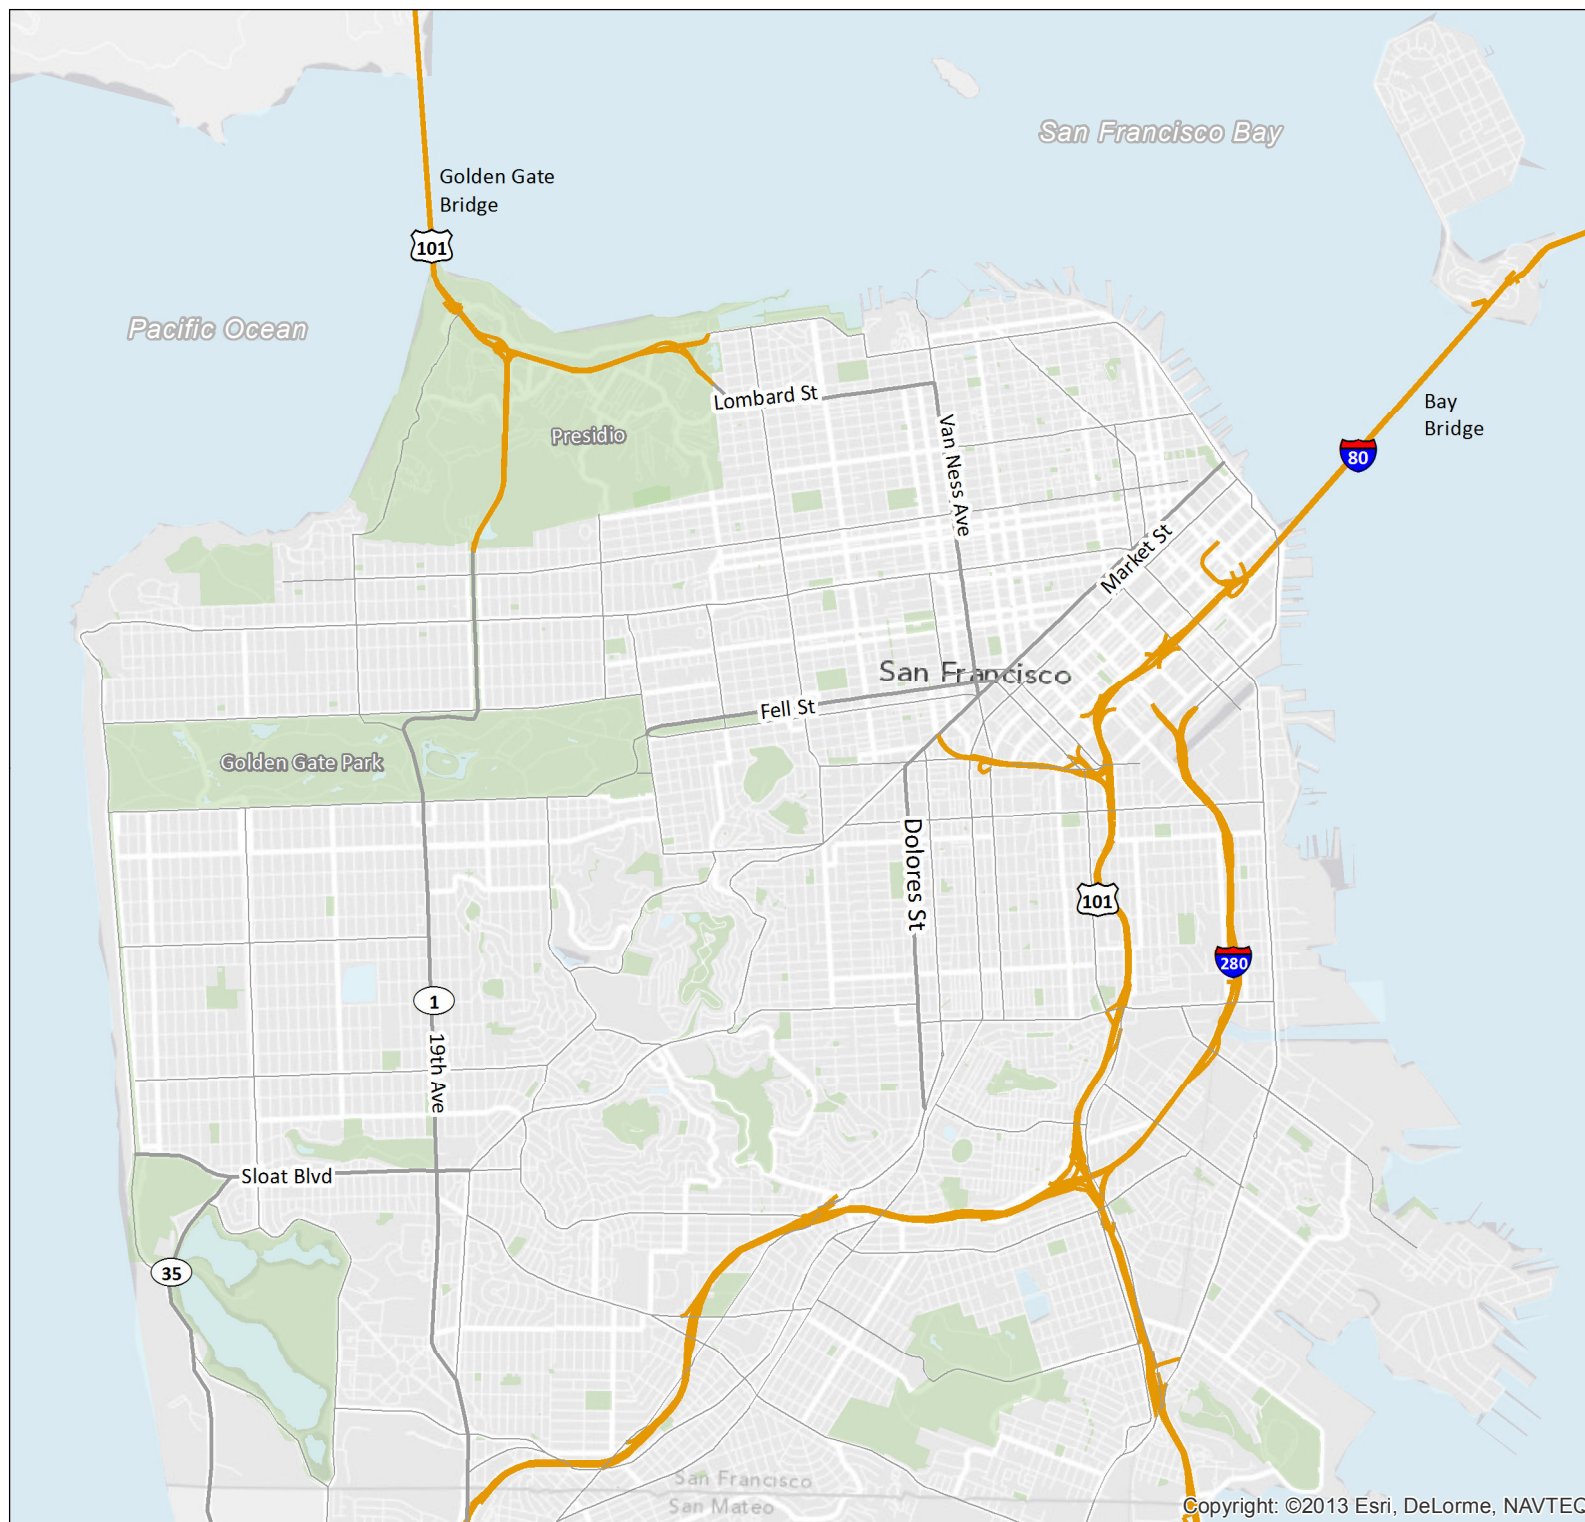 San Francisco Bay
Golden Gate
Bridge
101
Pacific Ocean
Lombard St
Bay
Bridge
Presidio
Van Ness Ave
80
Market St
San Francisco
Fell St
Golden Gate Park
Dolores St
101
280
1
19th Ave
Sloat Blvd
35
San Francisco
San Mateo
Copyright: ©2013 Esri, DeLorme, NAVTEQ